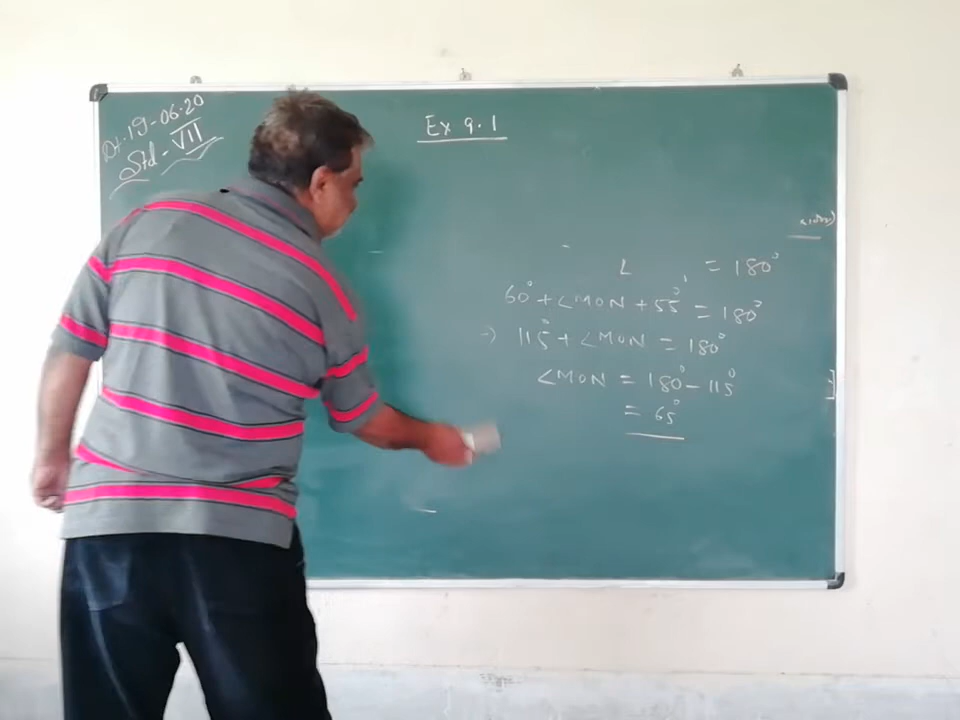 Dt. 19-06-20
Std - VII
Ex 9.1
∠ = 180°
60° + ∠MON + 55° = 180°
→) 115° + ∠MON = 180°
∠MON = 180° - 115°
= 65°